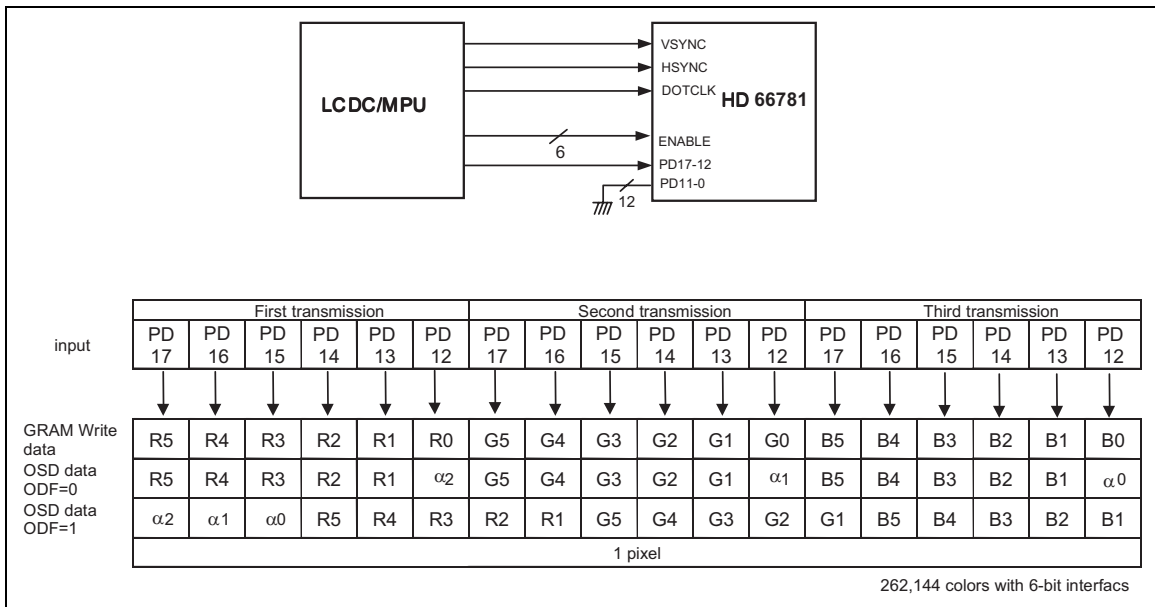 VSYNC
HSYNC
DOTCLK
LCDC/MPU
HD 66781
ENABLE
6
PD17-12
PD11-0
12
First transmission Second transmission Third transmission
input
PD 17 PD 16 PD 15 PD 14 PD 13 PD 12 PD 17 PD 16 PD 15 PD 14 PD 13 PD 12 PD 17 PD 16 PD 15 PD 14 PD 13 PD 12
GRAM Write data R5 R4 R3 R2 R1 R0 G5 G4 G3 G2 G1 G0 B5 B4 B3 B2 B1 B0
OSD data ODF=0 R5 R4 R3 R2 R1 α2 G5 G4 G3 G2 G1 α1 B5 B4 B3 B2 B1 α0
OSD data ODF=1 α2 α1 α0 R5 R4 R3 R2 R1 G5 G4 G3 G2 G1 B5 B4 B3 B2 B1
1 pixel
262,144 colors with 6-bit interfacs